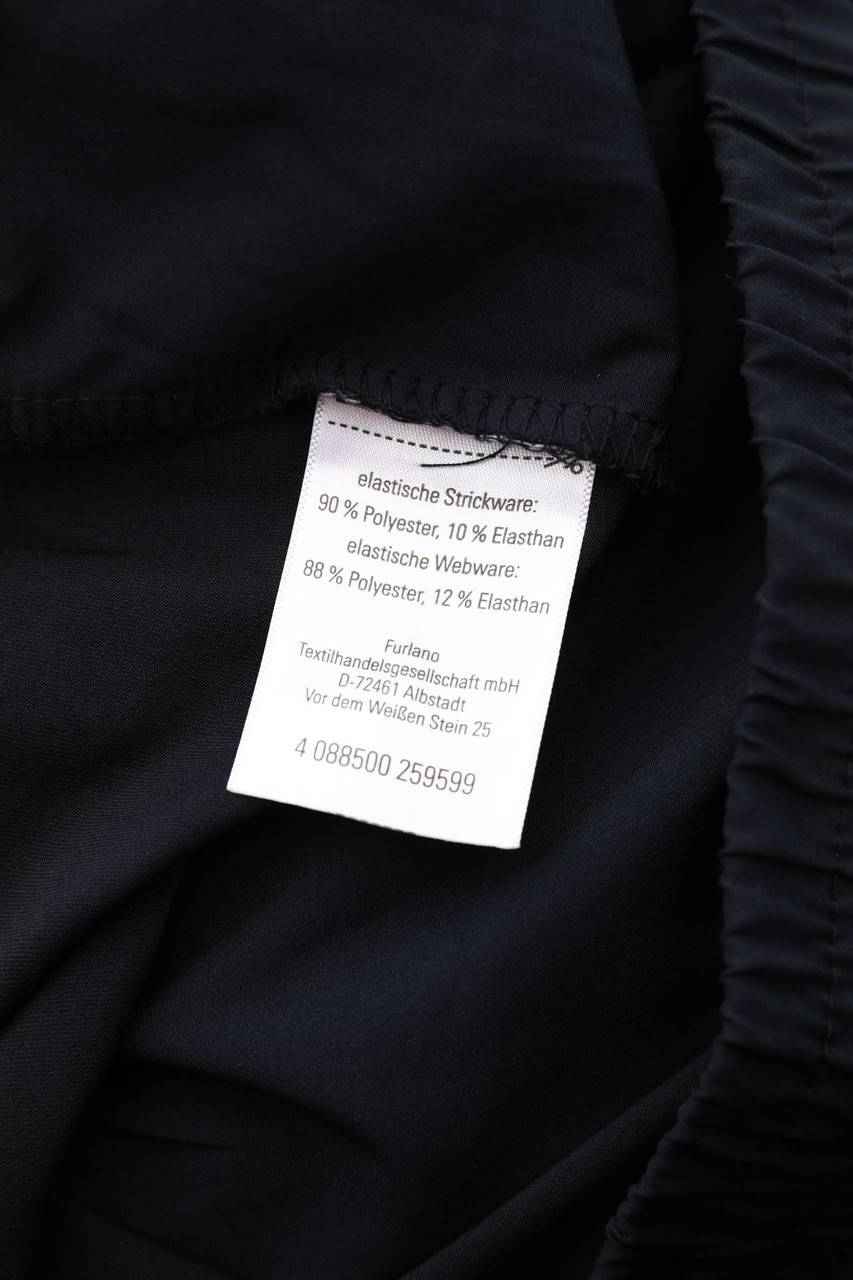 elastische Strickware:
90 % Polyester, 10 % Elasthan
elastische Webware:
88 % Polyester, 12 % Elasthan
Furlano
Textilhandelsgesellschaft mbH
D-72461 Albstadt
Vor dem Weißen Stein 25
4 088500 259599